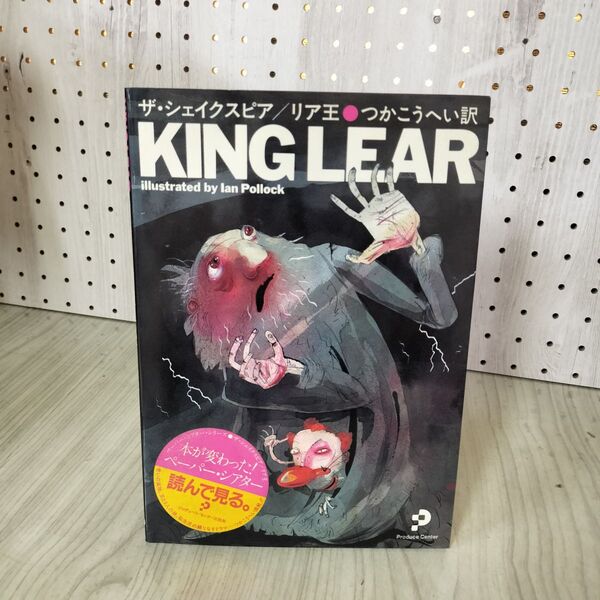 ザ・シェイクスピア／リア王●つかこうへい訳
KING LEAR
illustrated by Ian Pollock
本が変わった!
ペーパー・シアター
読んで見る。
?
Produce Center